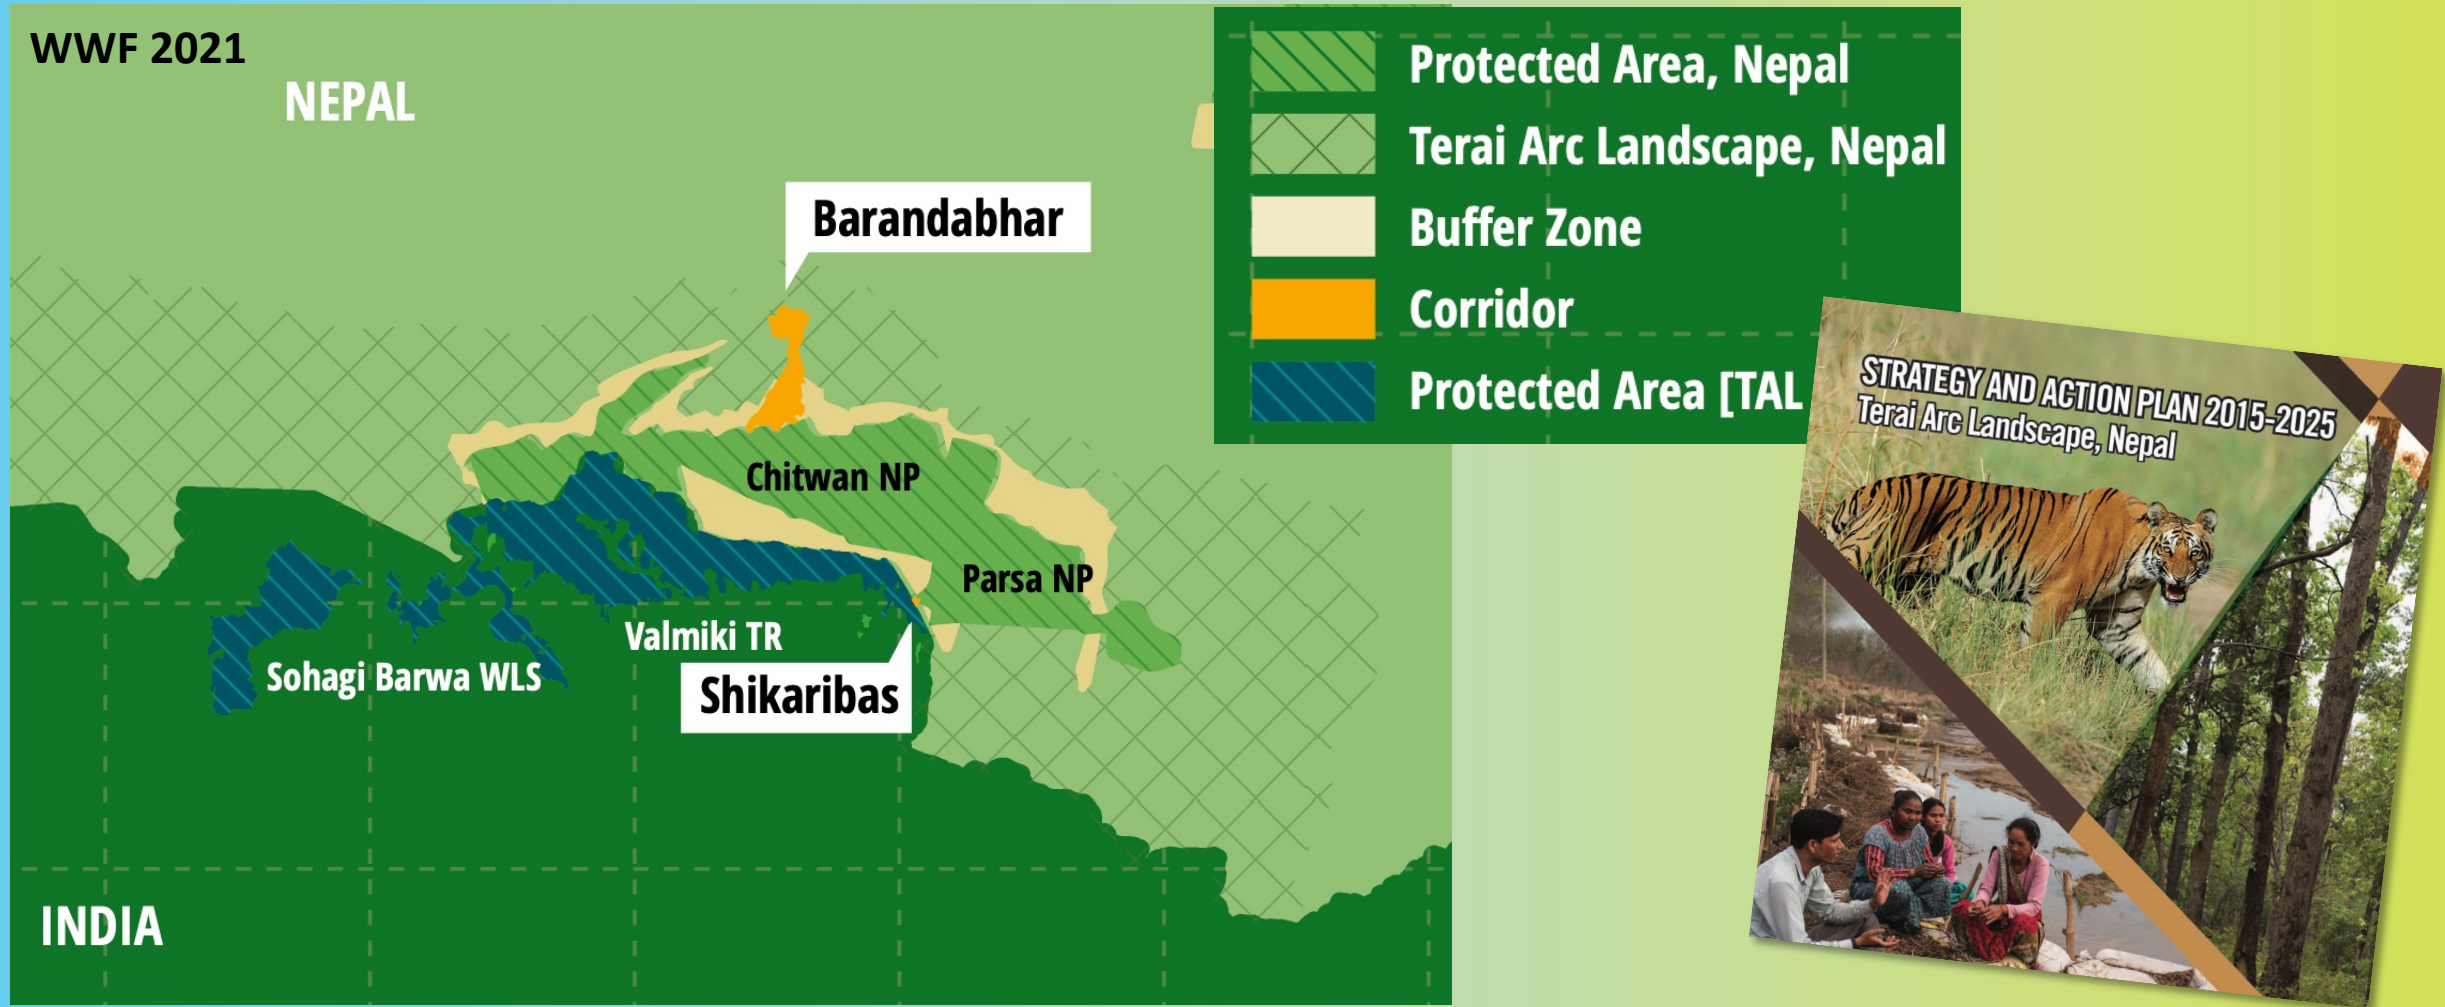 WWF 2021
NEPAL
Barandabhar
Chitwan NP
Parsa NP
Valmiki TR
Sohagi Barwa WLS
Shikaribas
INDIA
Protected Area, Nepal
Terai Arc Landscape, Nepal
Buffer Zone
Corridor
Protected Area [TAL
STRATEGY AND ACTION PLAN 2015-2025
Terai Arc Landscape, Nepal